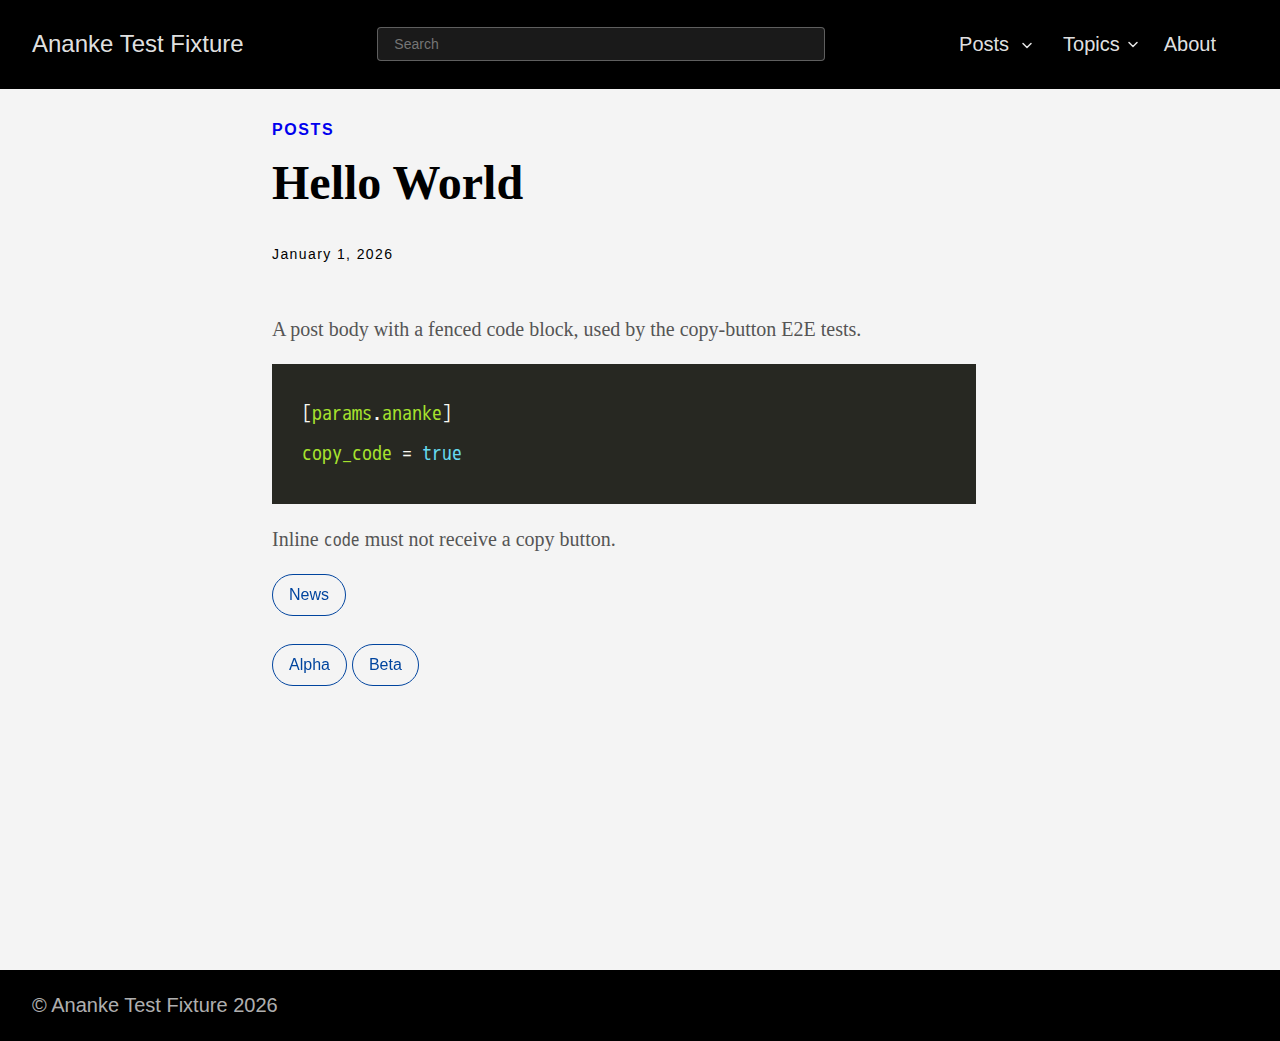 Ananke Test Fixture
Search
Posts
Topics
About
POSTS
Hello World
January 1, 2026
A post body with a fenced code block, used by the copy-button E2E tests.
[params.ananke]
copy_code = true
Inline code must not receive a copy button.
News
Alpha
Beta
© Ananke Test Fixture 2026